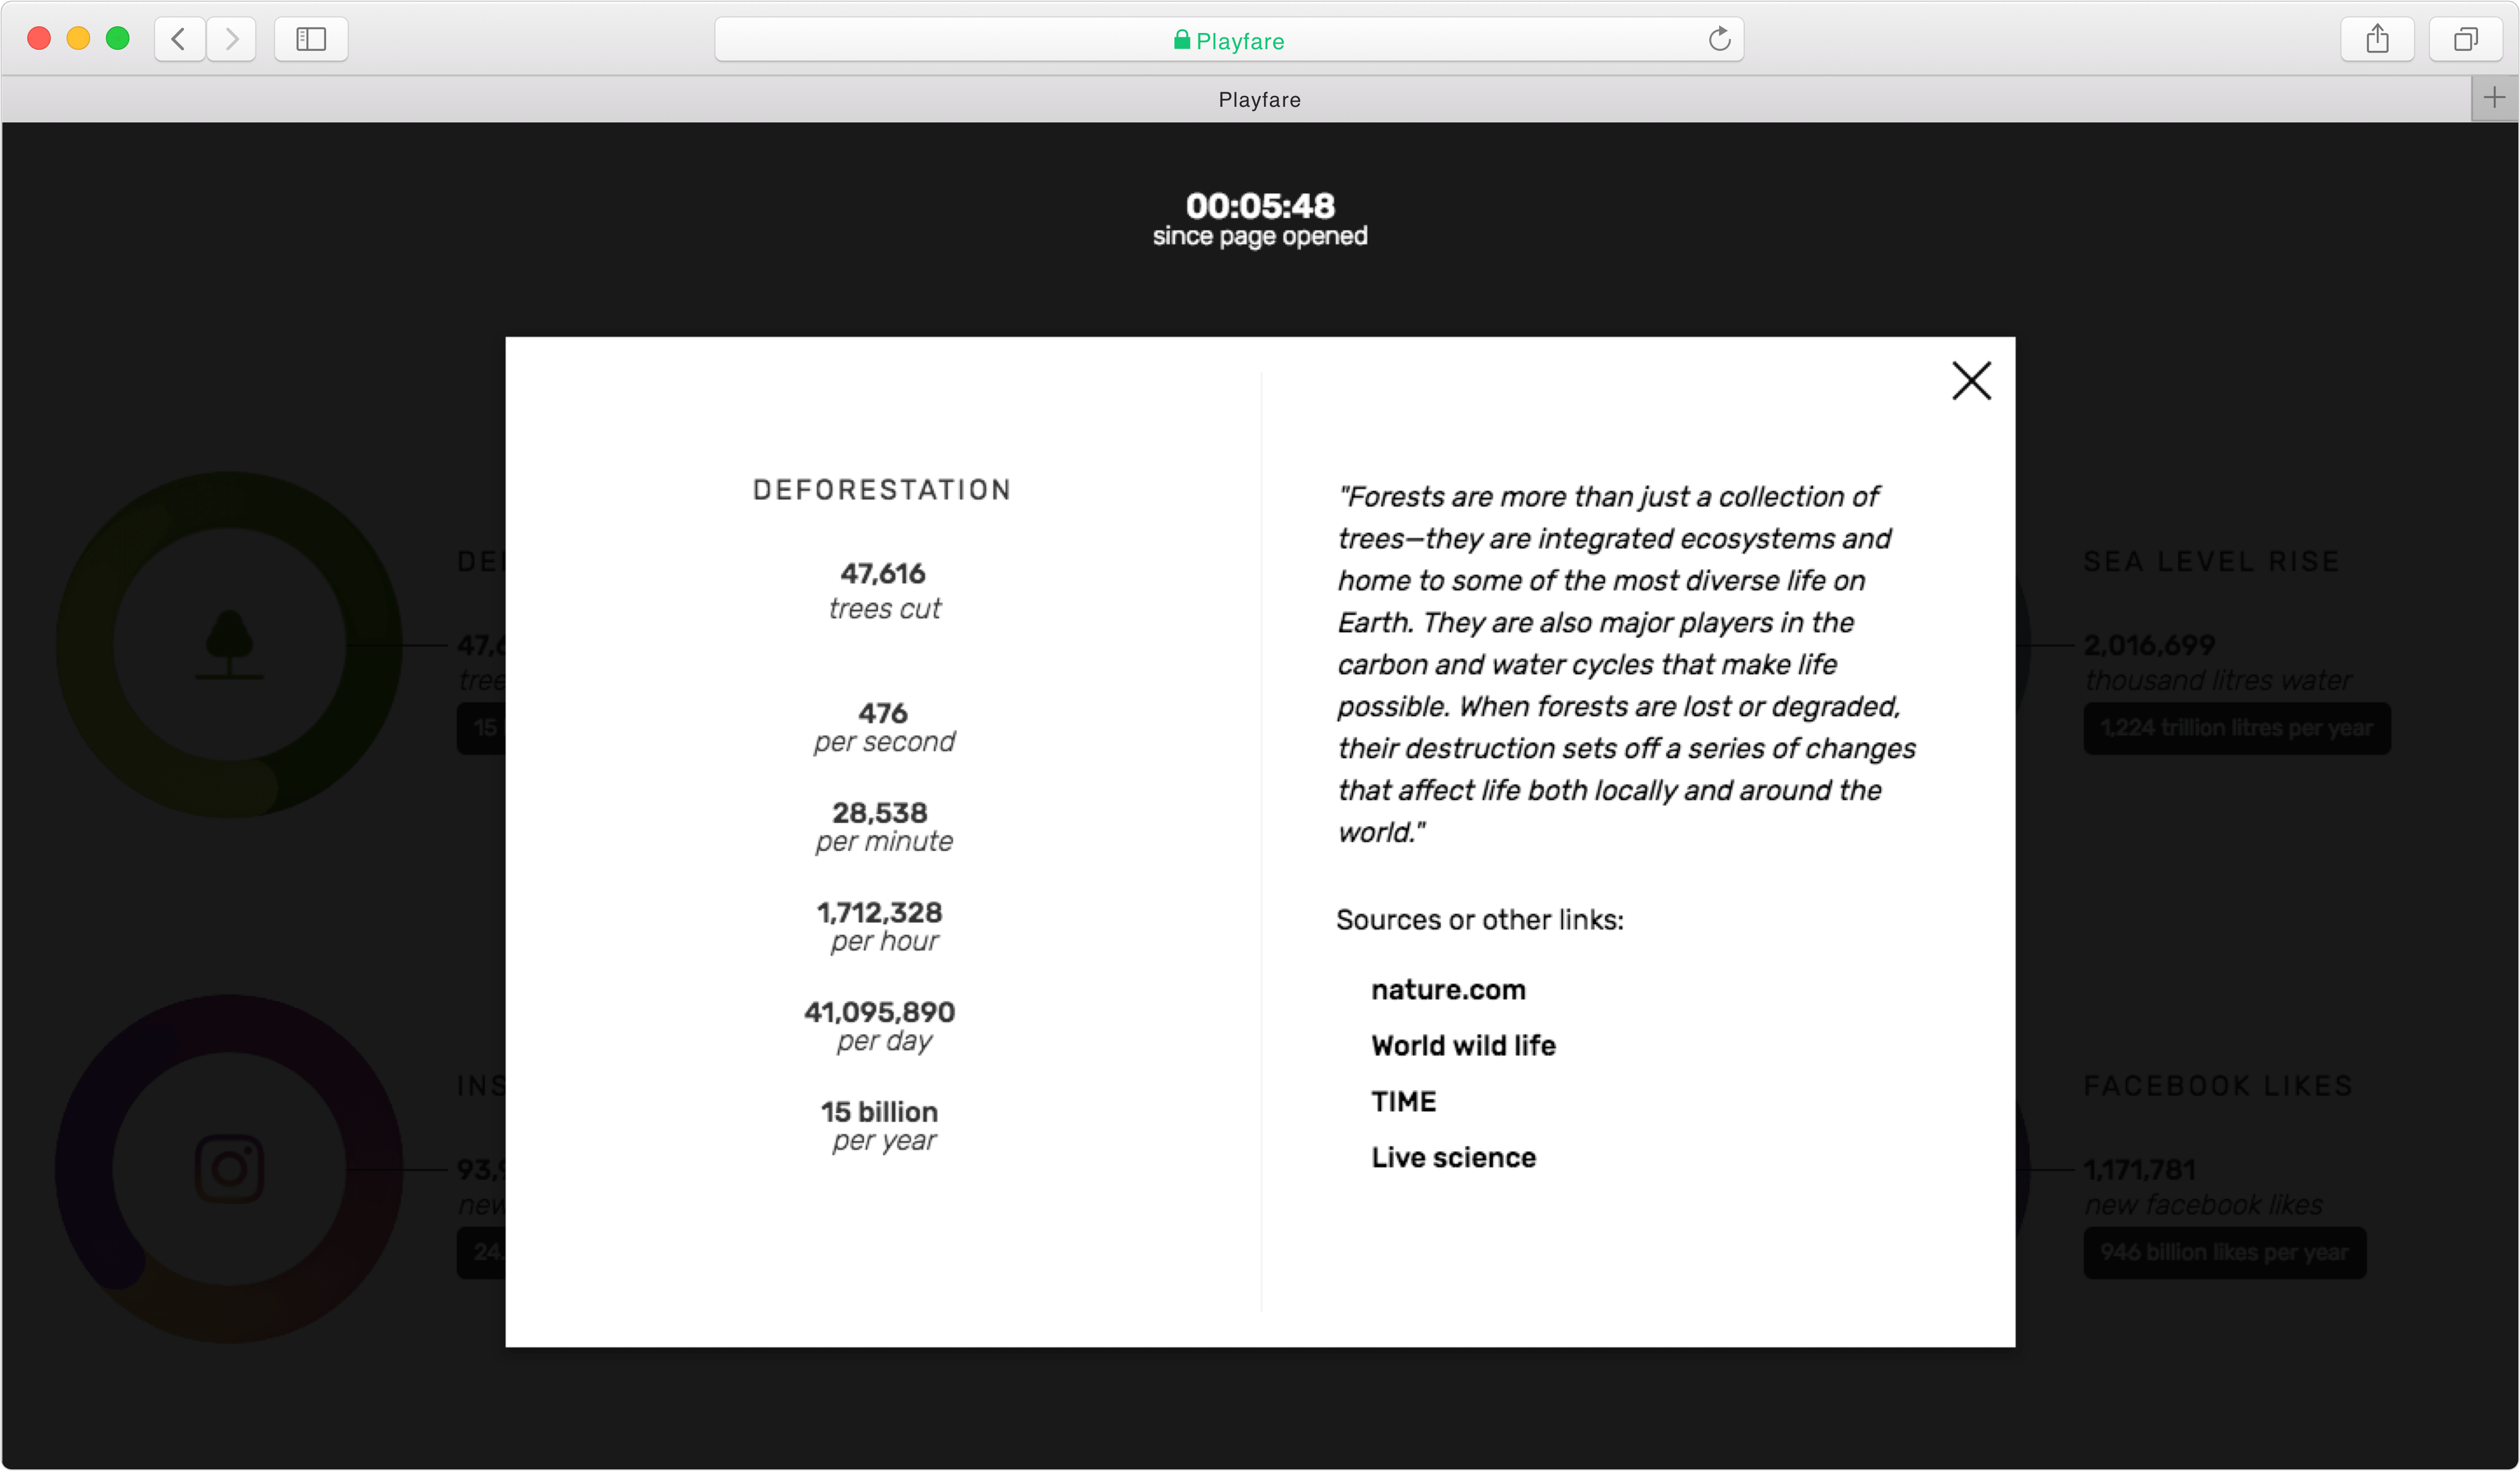 Playfare
Playfare
00:05:48
since page opened
DEFORESTATION
47,616
trees cut
476
per second
28,538
per minute
1,712,328
per hour
41,095,890
per day
15 billion
per year
"Forests are more than just a collection of
trees—they are integrated ecosystems and
home to some of the most diverse life on
Earth. They are also major players in the
carbon and water cycles that make life
possible. When forests are lost or degraded,
their destruction sets off a series of changes
that affect life both locally and around the
world."
Sources or other links:
nature.com
World wild life
TIME
Live science
15
24.
SEA LEVEL RISE
2,016,699
thousand litres water
1,224 trillion litres per year
FACEBOOK LIKES
1,171,781
new facebook likes
946 billion likes per year